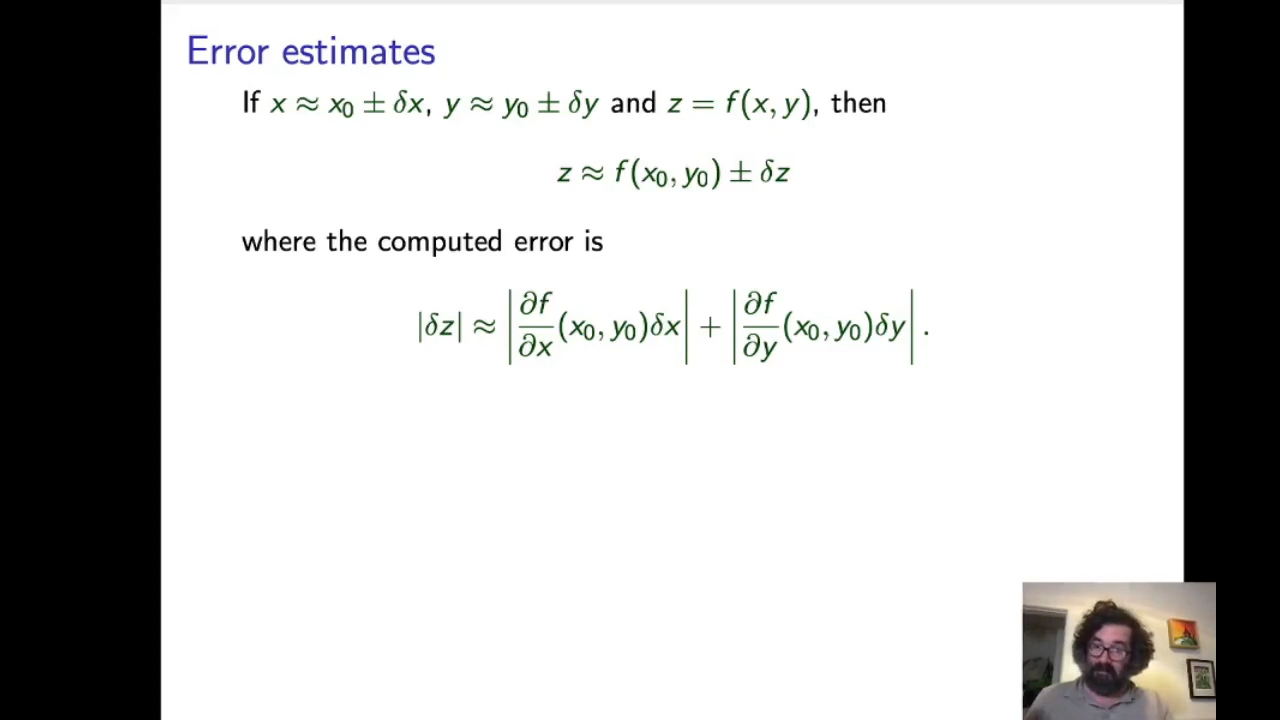 Error estimates
If x ≈ x₀ ± δx, y ≈ y₀ ± δy and z = f(x, y), then
z ≈ f(x₀, y₀) ± δz
where the computed error is
|δz| ≈ |∂f/∂x (x₀, y₀)δx| + |∂f/∂y (x₀, y₀)δy|.